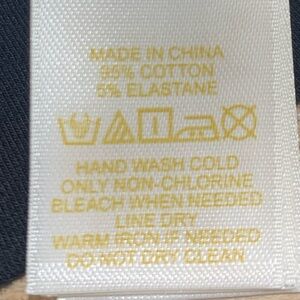 MADE IN CHINA
95% COTTON
5% ELASTANE
HAND WASH COLD
ONLY NON-CHLORINE
BLEACH WHEN NEEDED
LINE DRY
WARM IRON IF NEEDED
DO NOT DRY CLEAN